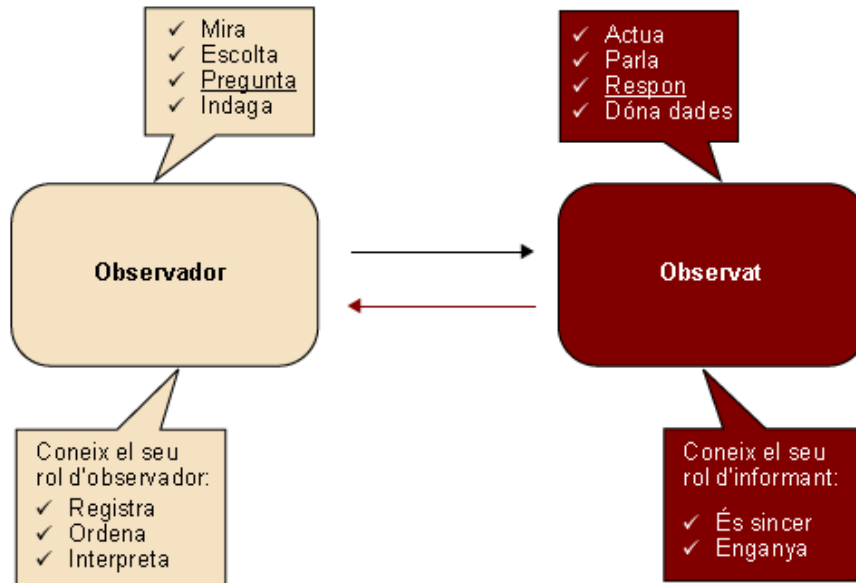 ✓ Mira
✓ Escolta
✓ Pregunta
✓ Indaga
✓ Actua
✓ Parla
✓ Respon
✓ Dóna dades
Observador
Observat
Coneix el seu
rol d'observador:
✓ Registra
✓ Ordena
✓ Interpreta
Coneix el seu
rol d'informant:
✓ És sincer
✓ Enganya